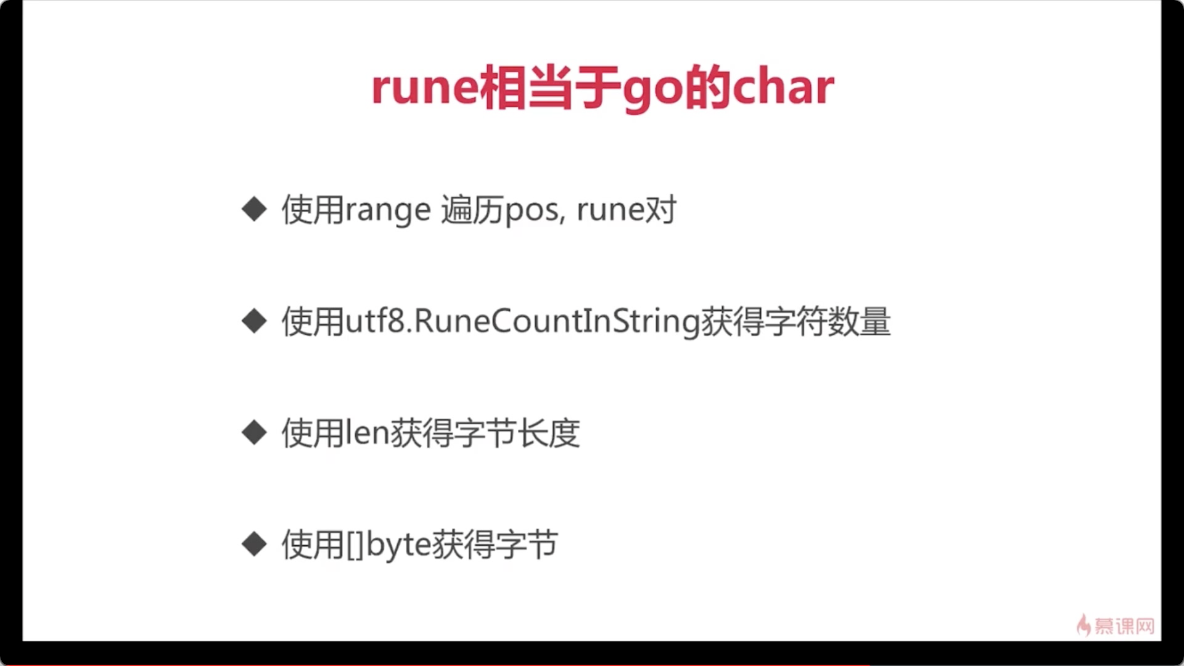 rune相当于go的char
◆ 使用range 遍历pos, rune对
◆ 使用utf8.RuneCountInString获得字符数量
◆ 使用len获得字节长度
◆ 使用[]byte获得字节
慕课网